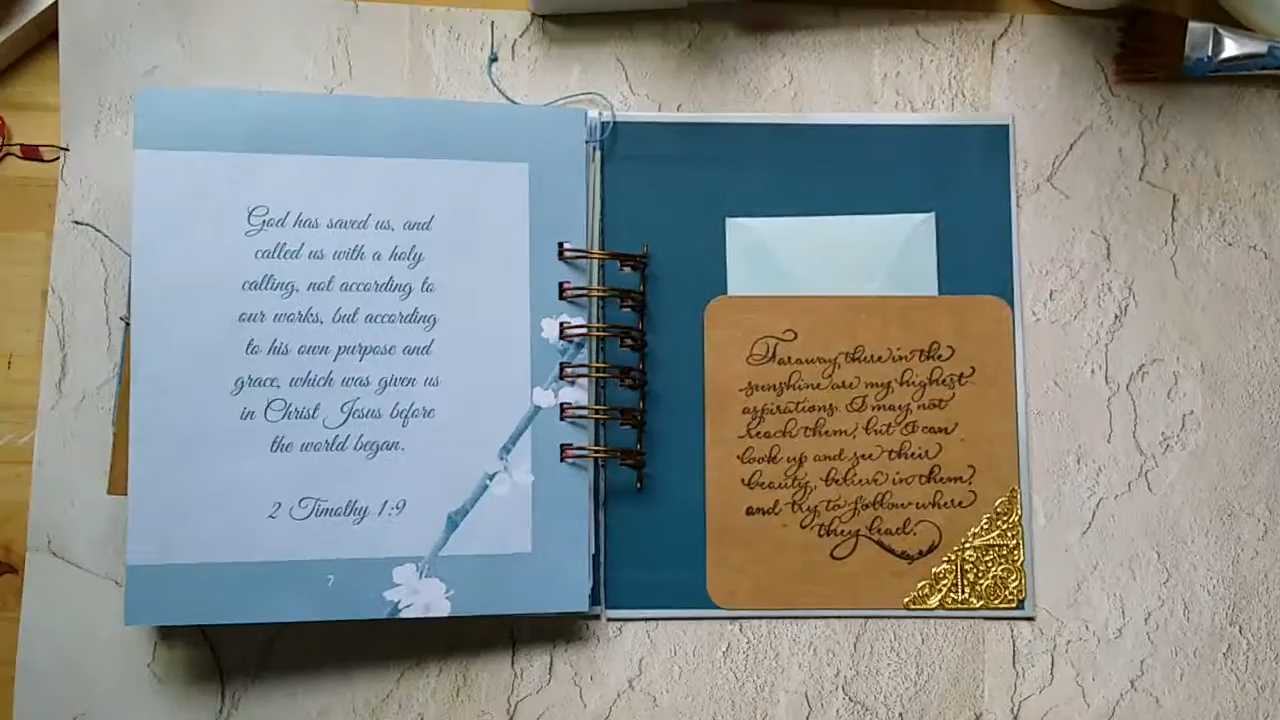 God has saved us, and
called us with a holy
calling, not according to
our works, but according
to his own purpose and
grace, which was given us
in Christ Jesus before
the world began.
2 Timothy 1:9
7
Faraway, there in the
sunshine are my highest
aspirations. I may not
reach them, but I can
look up and see their
beauty, believe in them,
and try to follow where
they lead.